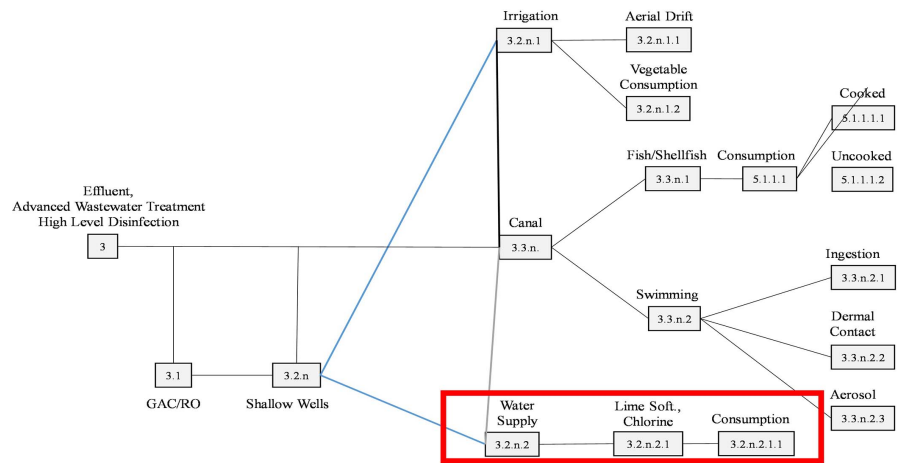 Irrigation
3.2.n.1
Aerial Drift
3.2.n.1.1
Vegetable
Consumption
3.2.n.1.2
Cooked
5.1.1.1.1
Fish/Shellfish
3.3.n.1
Consumption
5.1.1.1
Uncooked
5.1.1.1.2
Effluent,
Advanced Wastewater Treatment
High Level Disinfection
3
Canal
3.3.n.
Ingestion
3.3.n.2.1
Swimming
3.3.n.2
Dermal
Contact
3.3.n.2.2
3.1
GAC/RO
3.2.n
Shallow Wells
Aerosol
3.3.n.2.3
Water
Supply
3.2.n.2
Lime Soft.,
Chlorine
3.2.n.2.1
Consumption
3.2.n.2.1.1